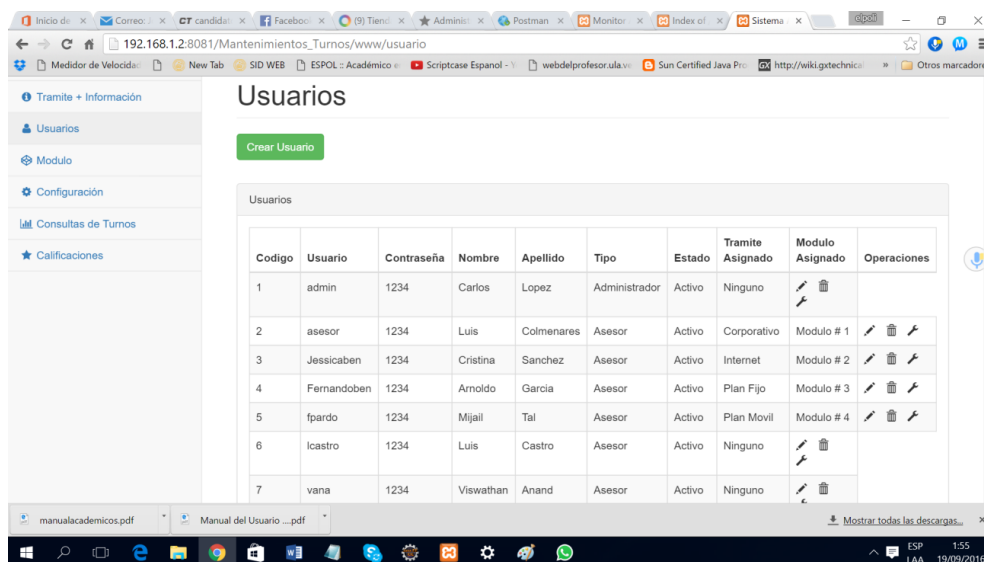 Inicio de
Correo:
CT candidat
Facebook
(9) Tiend
Administ
Postman
Monitor
Index of
Sistema
elpoli
192.168.1.2:8081/Mantenimientos_Turnos/www/usuario
Medidor de Velocidad
New Tab
SID WEB
ESPOL :: Académico
Scriptcase Espanol -
webdelprofesor.ula.ve
Sun Certified Java Pro
http://wiki.gxtechnical
»
Otros marcadore
Tramite + Información
Usuarios
Modulo
Configuración
Consultas de Turnos
Calificaciones
Usuarios
Crear Usuario
Usuarios
Codigo Usuario Contraseña Nombre Apellido Tipo Estado Tramite Asignado Modulo Asignado Operaciones
1 admin 1234 Carlos Lopez Administrador Activo Ninguno
2 asesor 1234 Luis Colmenares Asesor Activo Corporativo Modulo # 1
3 Jessicaben 1234 Cristina Sanchez Asesor Activo Internet Modulo # 2
4 Fernandoben 1234 Arnoldo Garcia Asesor Activo Plan Fijo Modulo # 3
5 fpardo 1234 Mijail Tal Asesor Activo Plan Movil Modulo # 4
6 lcastro 1234 Luis Castro Asesor Activo Ninguno
7 vana 1234 Viswathan Anand Asesor Activo Ninguno
manualacademicos.pdf
Manual del Usuario ....pdf
Mostrar todas las descargas...
ESP
LAA
1:55
19/09/2016